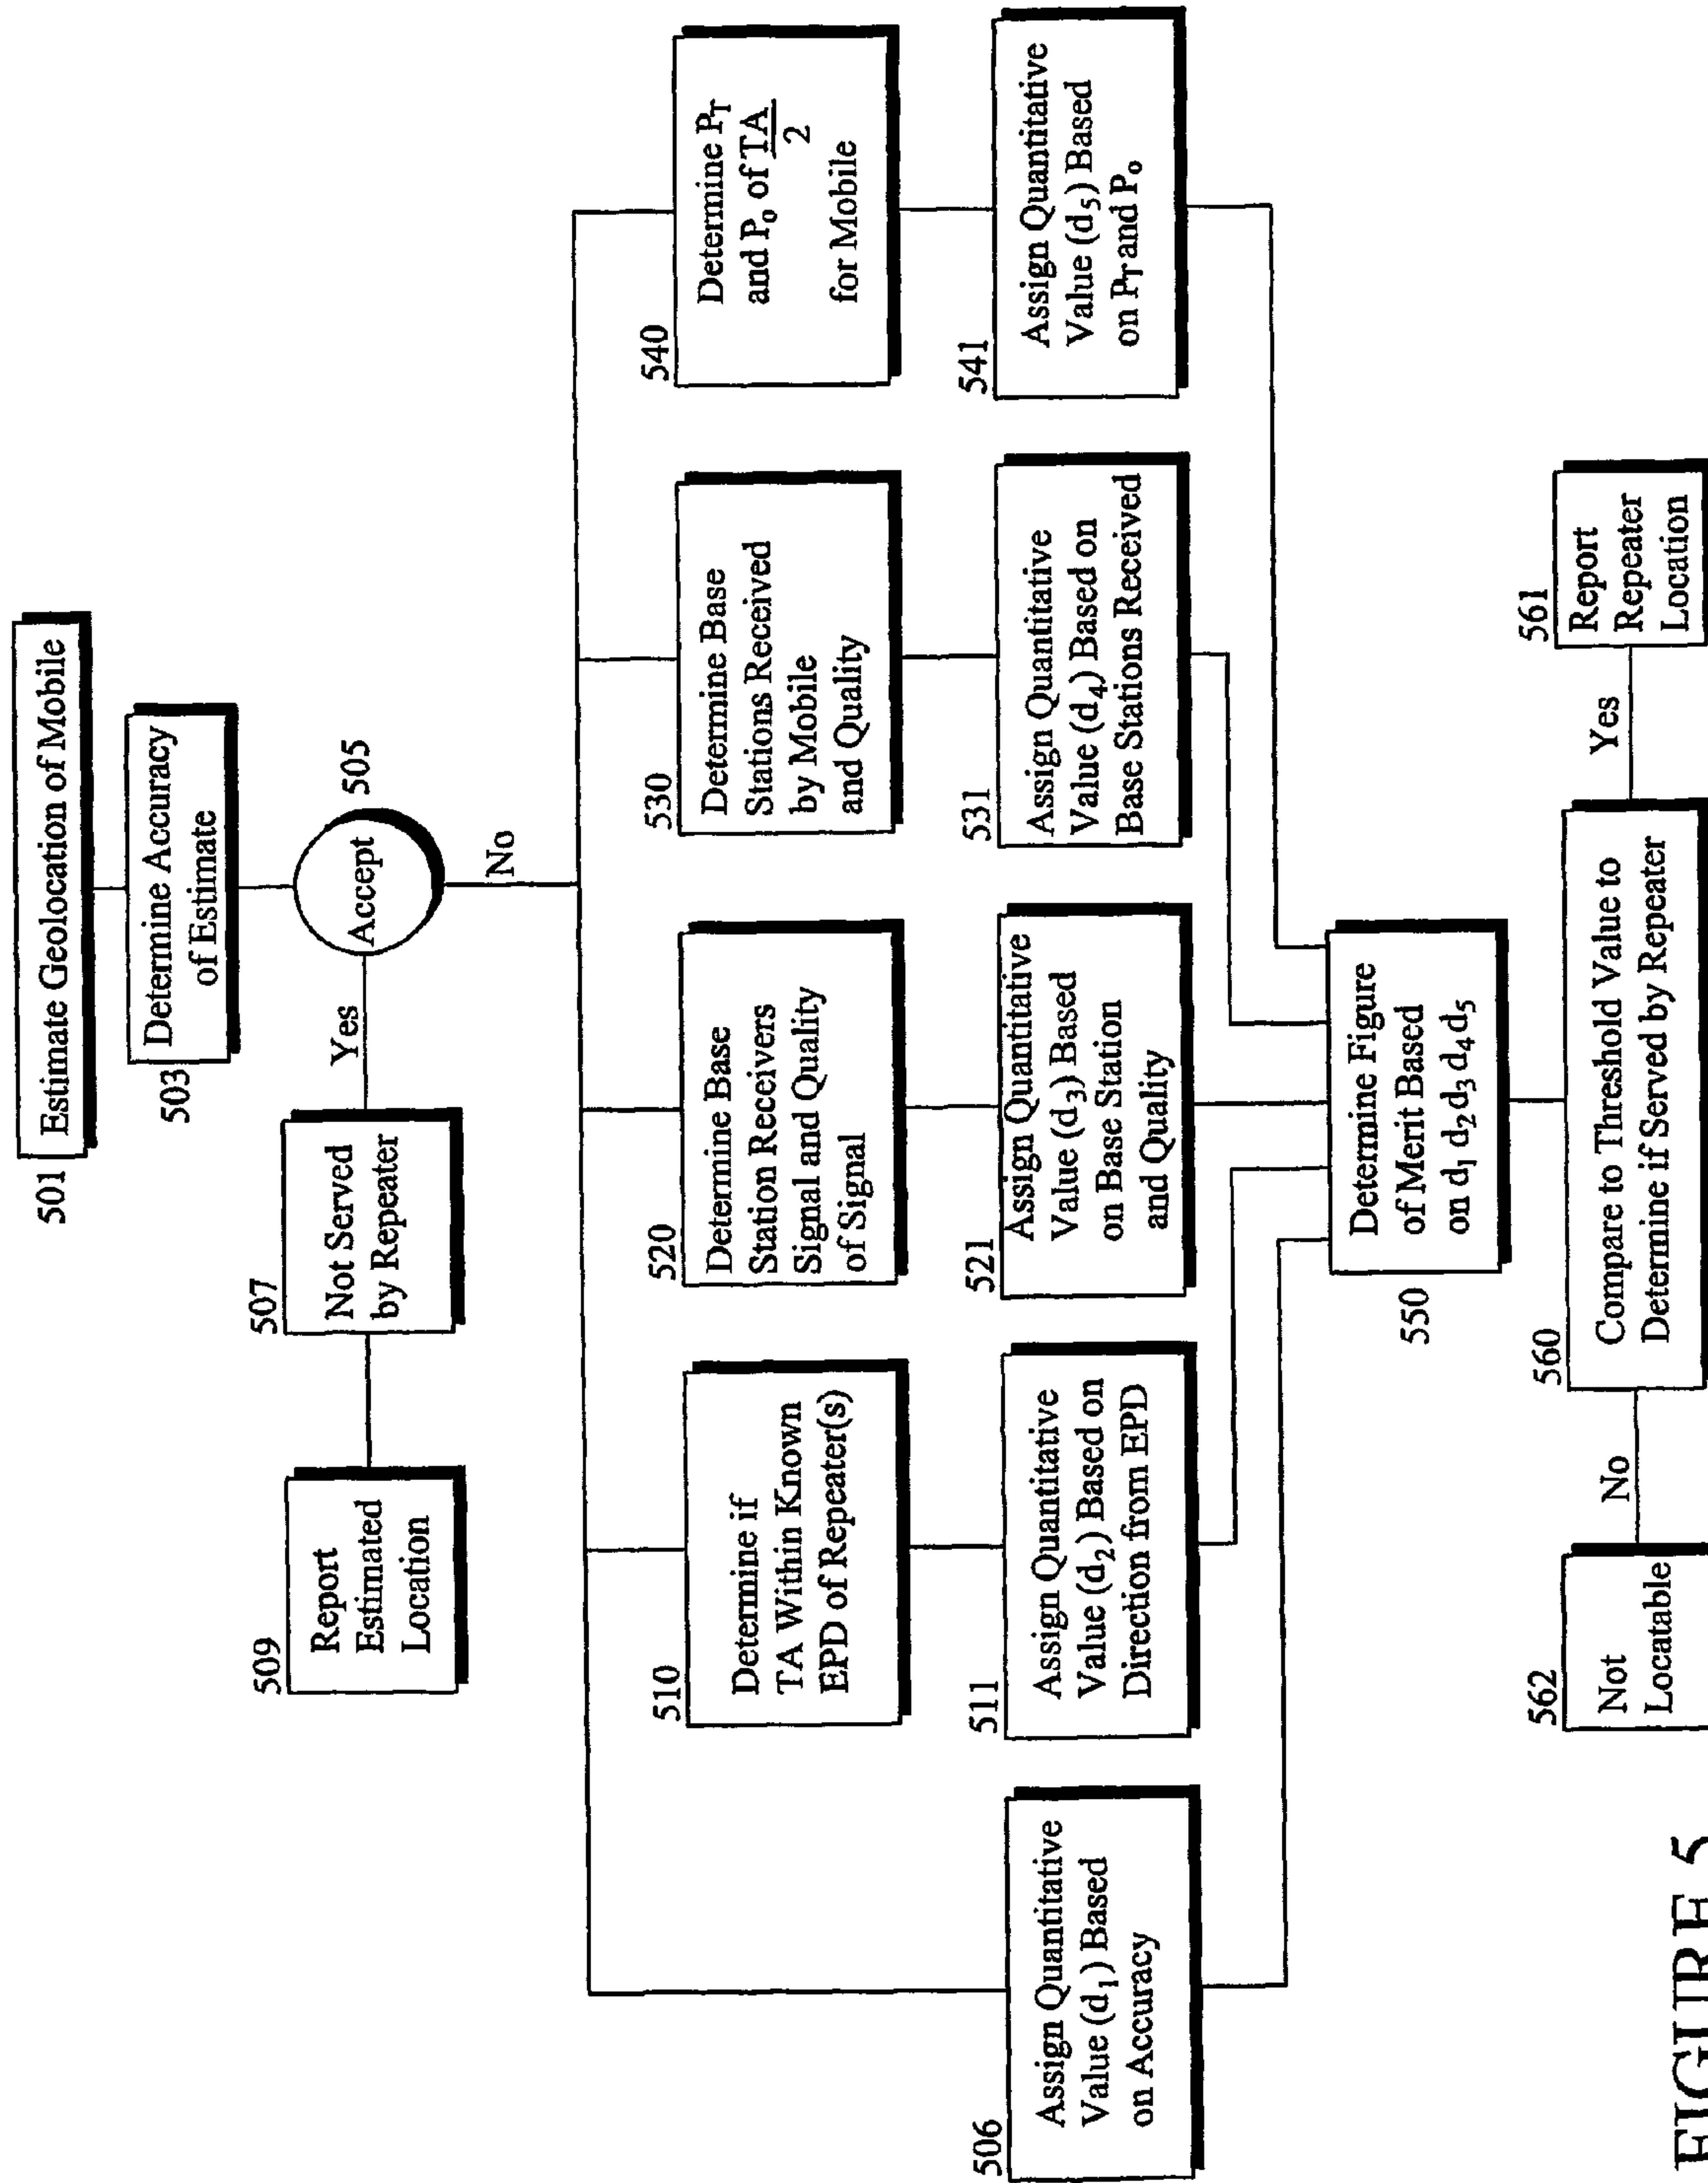 501
Estimate Geolocation of Mobile
503
Determine Accuracy
of Estimate
505
Accept
Yes
No
507
Not Served
by Repeater
509
Report
Estimated
Location
506
Assign Quantitative
Value (d₁) Based
on Accuracy
510
Determine if
TA Within Known
EPD of Repeater(s)
511
Assign Quantitative
Value (d₂) Based on
Direction from EPD
520
Determine Base
Station Receivers
Signal and Quality
of Signal
521
Assign Quantitative
Value (d₃) Based
on Base Station
and Quality
530
Determine Base
Stations Received
by Mobile
and Quality
531
Assign Quantitative
Value (d₄) Based on
Base Stations Received
540
Determine P_T
and P₀ of TA
2
for Mobile
541
Assign Quantitative
Value (d₅) Based
on P_T and P₀
550
Determine Figure
of Merit Based
on d₁ d₂ d₃ d₄ d₅
560
Compare to Threshold Value to
Determine if Served by Repeater
No
Yes
562
Not
Locatable
561
Report
Repeater
Location
FIGURE 5